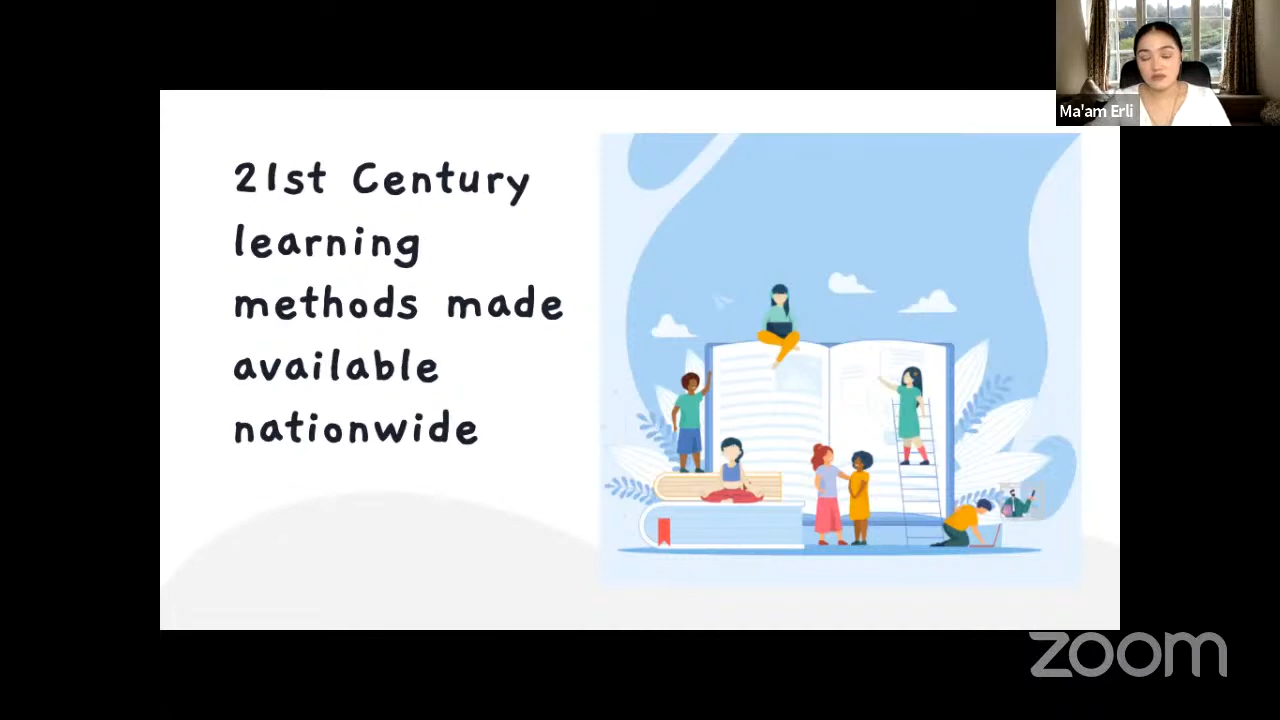 Ma'am Erli
21st Century
learning
methods made
available
nationwide
zoom